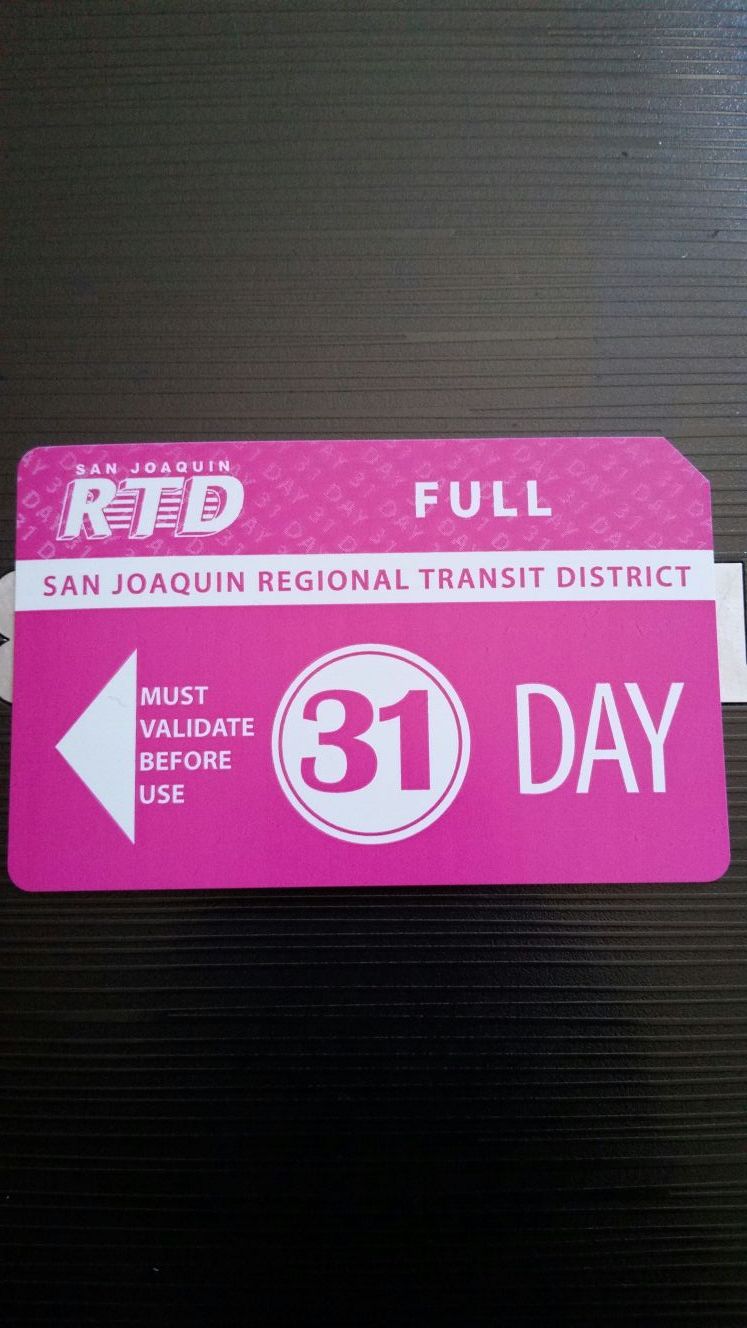 SAN JOAQUIN
RTD
FULL
SAN JOAQUIN REGIONAL TRANSIT DISTRICT
MUST
VALIDATE
BEFORE
USE
31
DAY